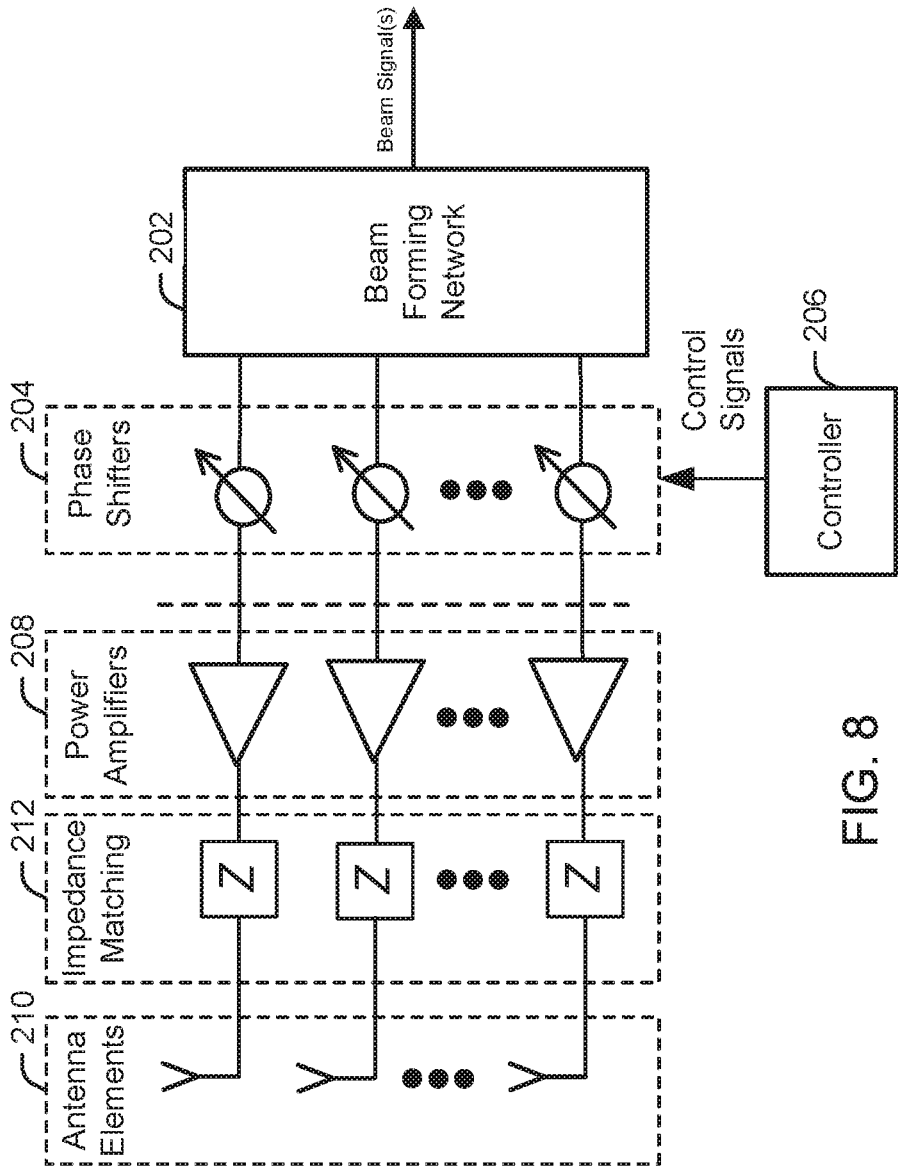 210
Antenna
Elements
212
Impedance
Matching
Z
Z
Z
208
Power
Amplifiers
204
Phase
Shifters
202
Beam
Forming
Network
Beam Signal(s)
Control
Signals
206
Controller
FIG. 8